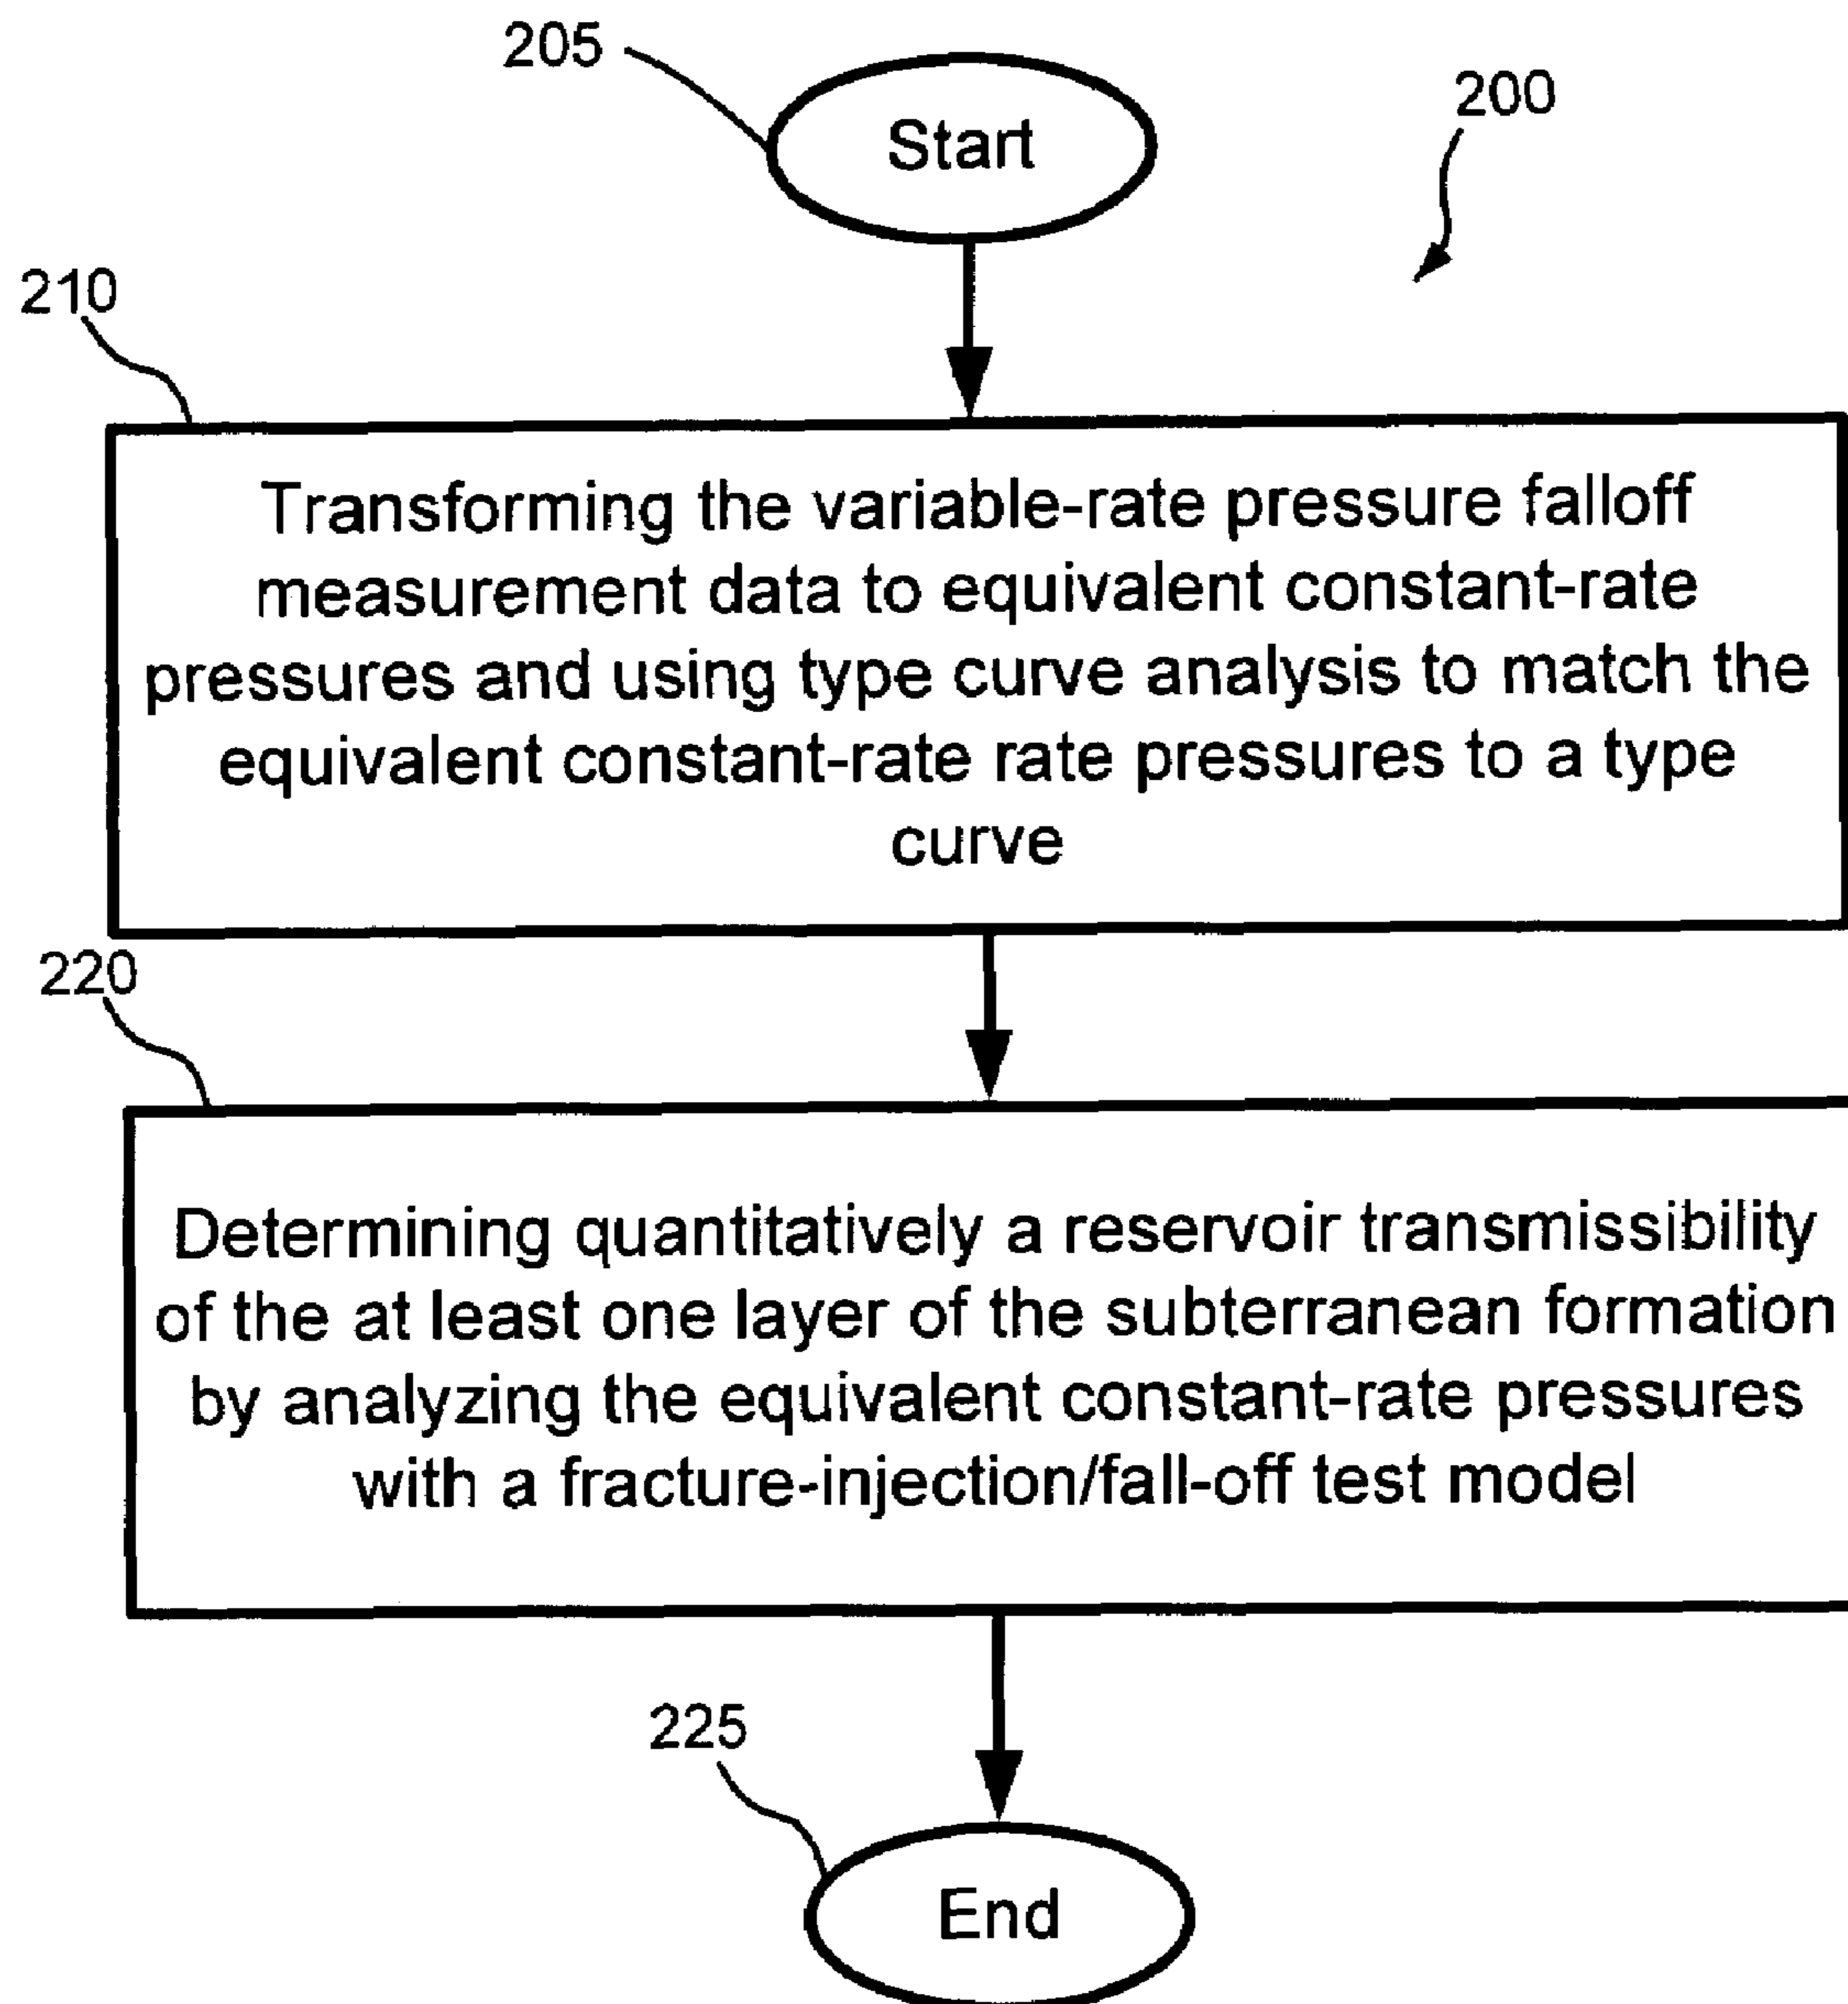 205
Start
200
210
Transforming the variable-rate pressure falloff
measurement data to equivalent constant-rate
pressures and using type curve analysis to match the
equivalent constant-rate rate pressures to a type
curve
220
Determining quantitatively a reservoir transmissibility
of the at least one layer of the subterranean formation
by analyzing the equivalent constant-rate pressures
with a fracture-injection/fall-off test model
225
End